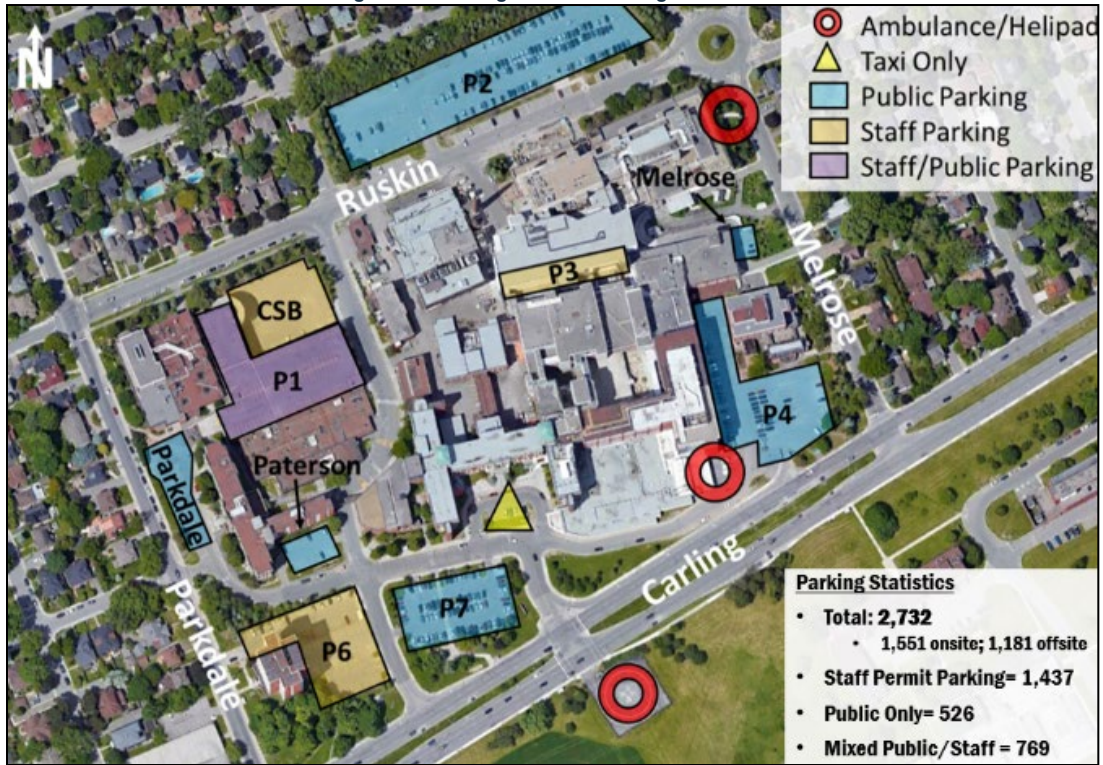 N
Ambulance/Helipad
Taxi Only
Public Parking
Staff Parking
Staff/Public Parking
P2
Ruskin
Melrose
Melrose
P3
CSB
P1
P4
Parkdale
Paterson
Carling
Parkdale
P7
P6
Parking Statistics
• Total: 2,732
• 1,551 onsite; 1,181 offsite
• Staff Permit Parking= 1,437
• Public Only= 526
• Mixed Public/Staff = 769